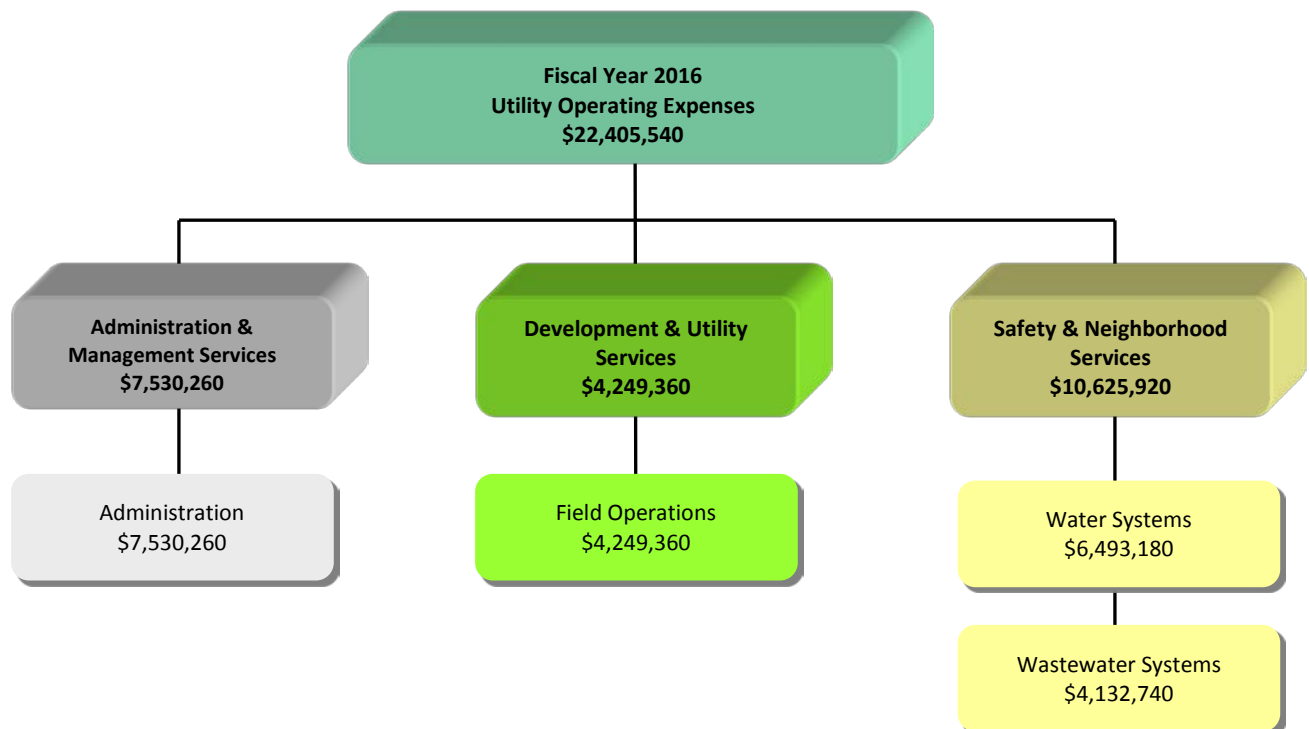 Fiscal Year 2016
Utility Operating Expenses
$22,405,540
Administration &
Management Services
$7,530,260
Development & Utility
Services
$4,249,360
Safety & Neighborhood
Services
$10,625,920
Administration
$7,530,260
Field Operations
$4,249,360
Water Systems
$6,493,180
Wastewater Systems
$4,132,740